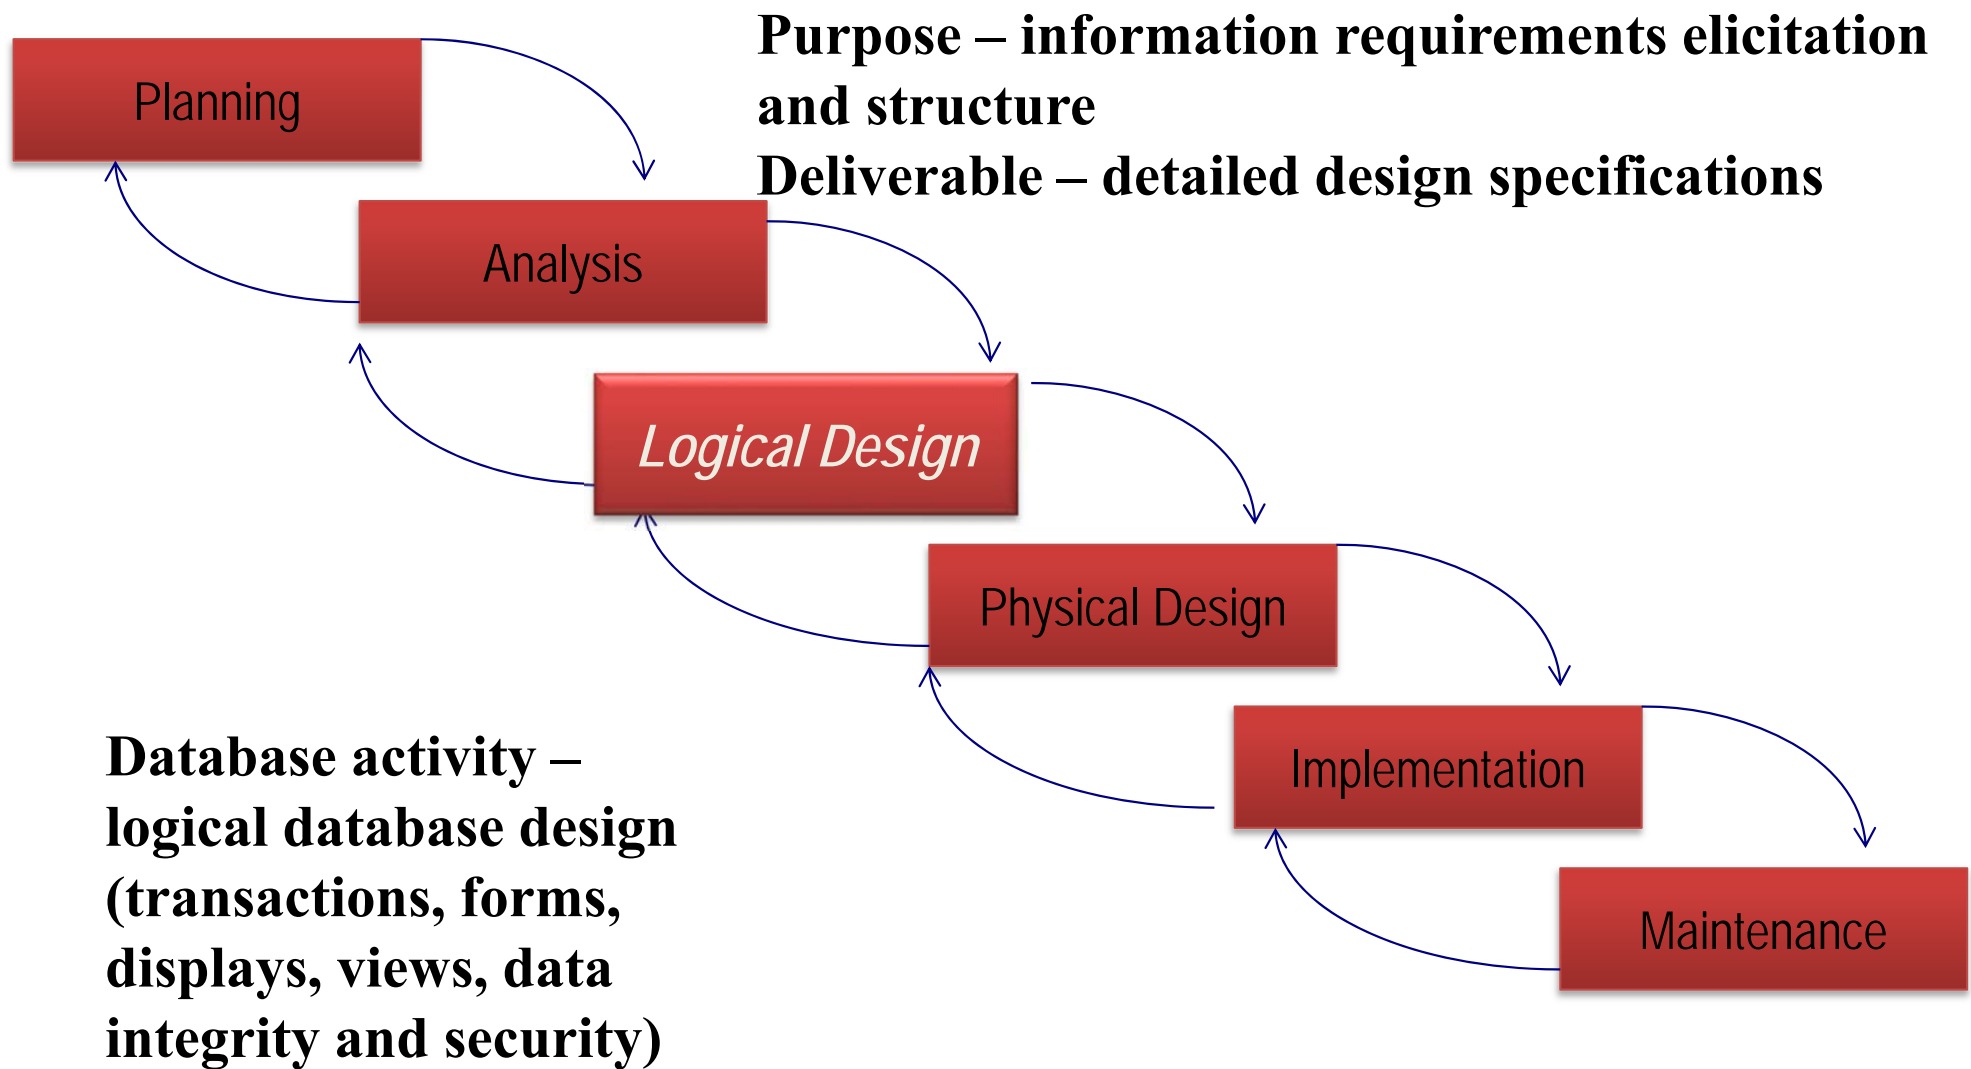 Purpose – information requirements elicitation
and structure
Deliverable – detailed design specifications
Planning
Analysis
Logical Design
Physical Design
Implementation
Maintenance
Database activity –
logical database design
(transactions, forms,
displays, views, data
integrity and security)